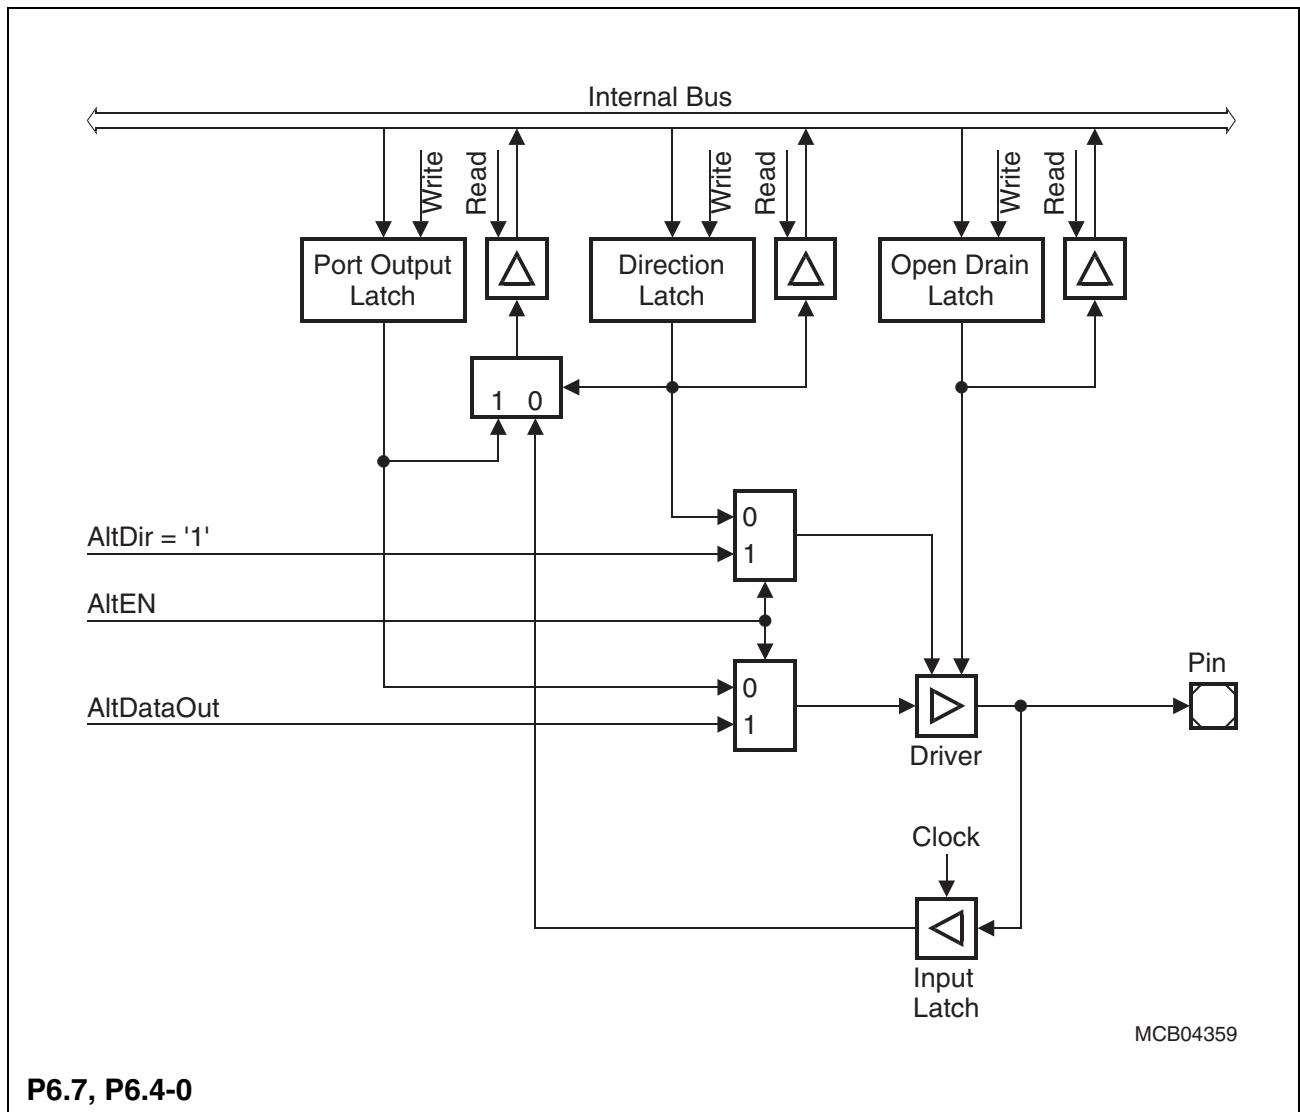 Internal Bus
Write
Read
Write
Read
Write
Read
Port Output
Latch
Direction
Latch
Open Drain
Latch
1 0
AltDir = '1'
0
1
AltEN
AltDataOut
0
1
Driver
Pin
Clock
Input
Latch
MCB04359
P6.7, P6.4-0